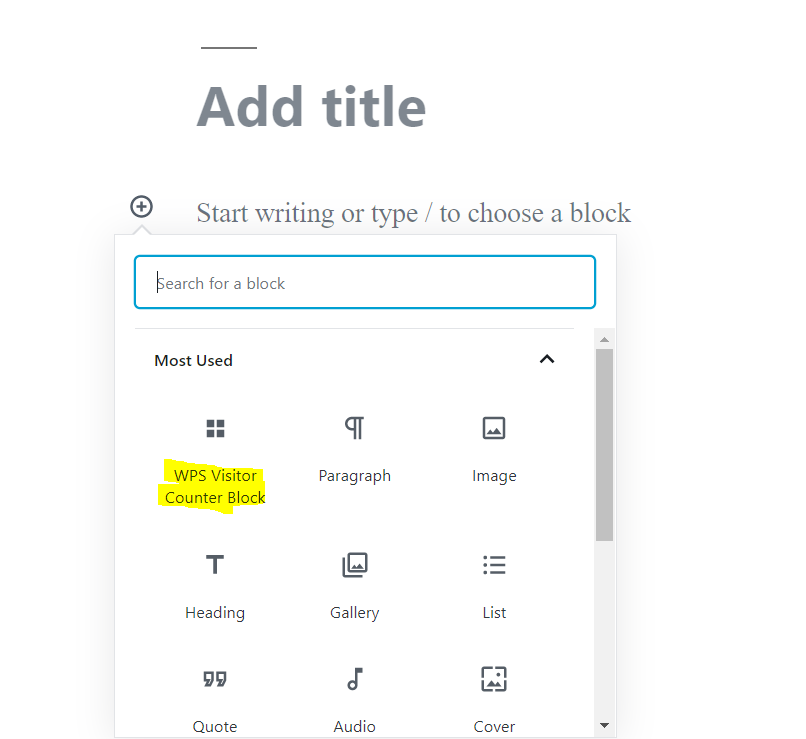 Add title
Start writing or type / to choose a block
Search for a block
Most Used
WPS Visitor
Counter Block
Paragraph
Image
Heading
Gallery
List
Quote
Audio
Cover